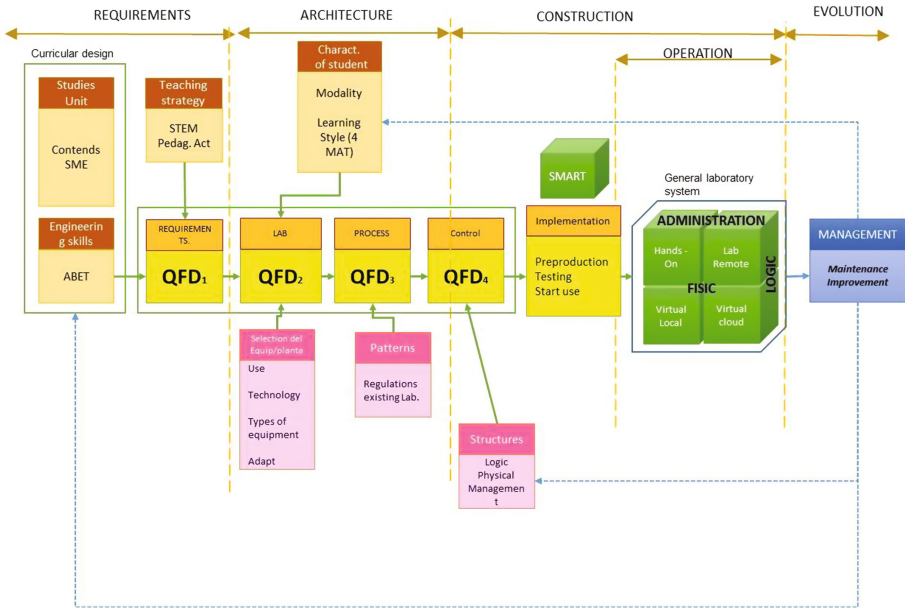 REQUIREMENTS
ARCHITECTURE
CONSTRUCTION
EVOLUTION
OPERATION
Curricular design
Studies
Unit
Contends
SME
Engineerin
g skills
ABET
Teaching
strategy
STEM
Pedag. Act
Charact.
of student
Modality
Learning
Style (4
MAT)
REQUIREMEN
TS.
QFD1
LAB
QFD2
PROCESS
QFD3
Control
QFD4
SMART
Implementation
Preproduction
Testing
Start use
General laboratory
system
ADMINISTRATION
Hands -
On
Lab
Remote
FISIC
LOGIC
Virtual
Local
Virtual
cloud
MANAGEMENT
Maintenance
Improvement
Selection del
Equip/planta
Use
Technology
Types of
equipment
Adapt
Patterns
Regulations
existing Lab.
Structures
Logic
Physical
Managemen
t